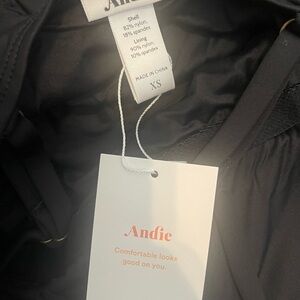 Andie
Shell
82% nylon,
18% spandex
Lining
90% nylon,
10% spandex
MADE IN CHINA
XS
Andie
Comfortable looks
good on you.